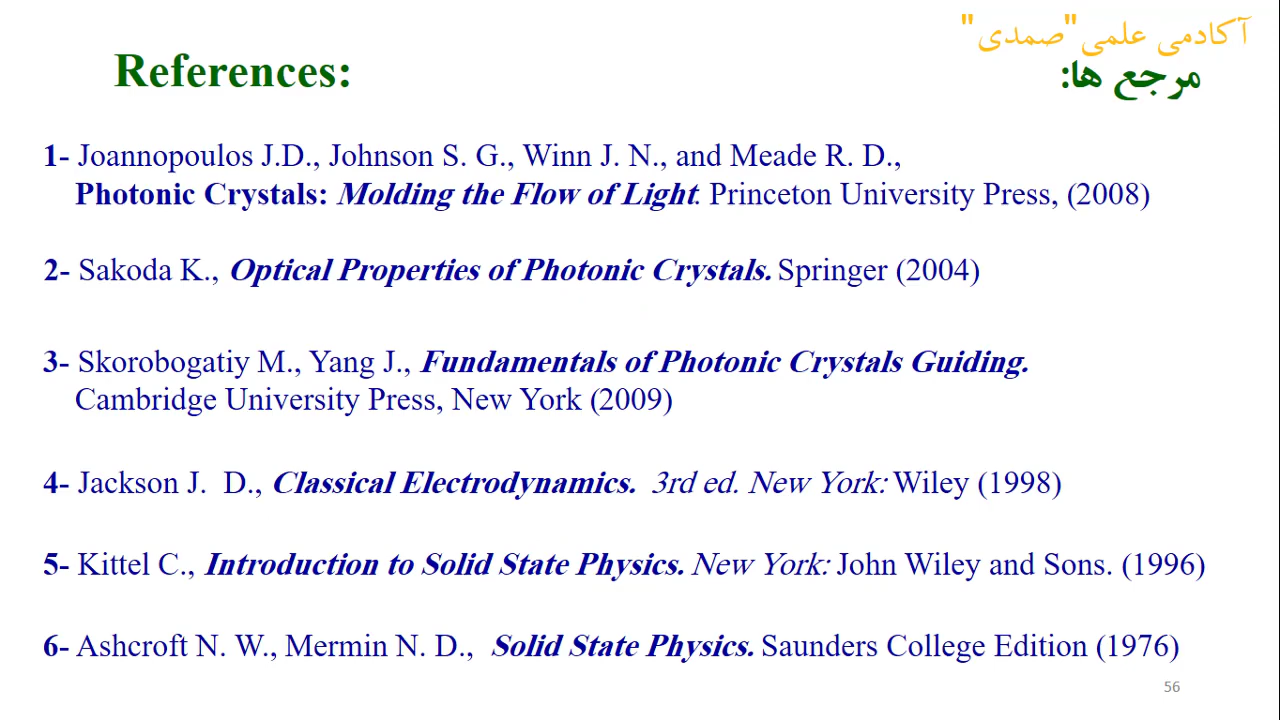 آکادمی علمی"صمدی"
References:
مرجع ها:
1- Joannopoulos J.D., Johnson S. G., Winn J. N., and Meade R. D.,
Photonic Crystals: Molding the Flow of Light. Princeton University Press, (2008)
2- Sakoda K., Optical Properties of Photonic Crystals. Springer (2004)
3- Skorobogatiy M., Yang J., Fundamentals of Photonic Crystals Guiding.
Cambridge University Press, New York (2009)
4- Jackson J. D., Classical Electrodynamics. 3rd ed. New York: Wiley (1998)
5- Kittel C., Introduction to Solid State Physics. New York: John Wiley and Sons. (1996)
6- Ashcroft N. W., Mermin N. D., Solid State Physics. Saunders College Edition (1976)
56